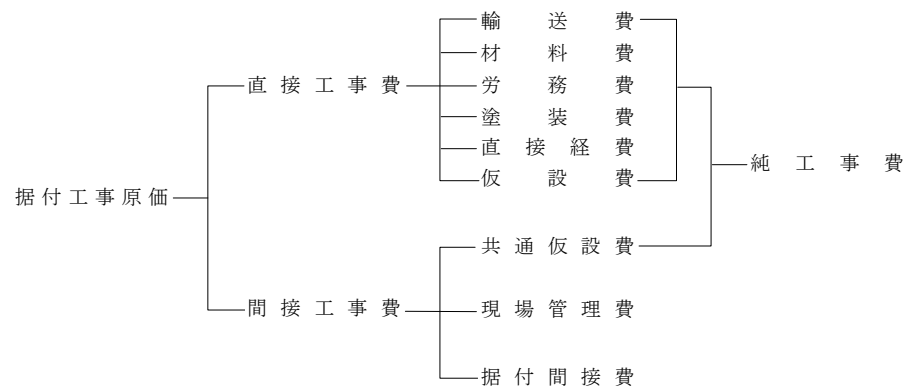 輸送費
材料費
直接工事費
労務費
塗装費
直接経費
純工事費
仮設費
据付工事原価
共通仮設費
間接工事費
現場管理費
据付間接費